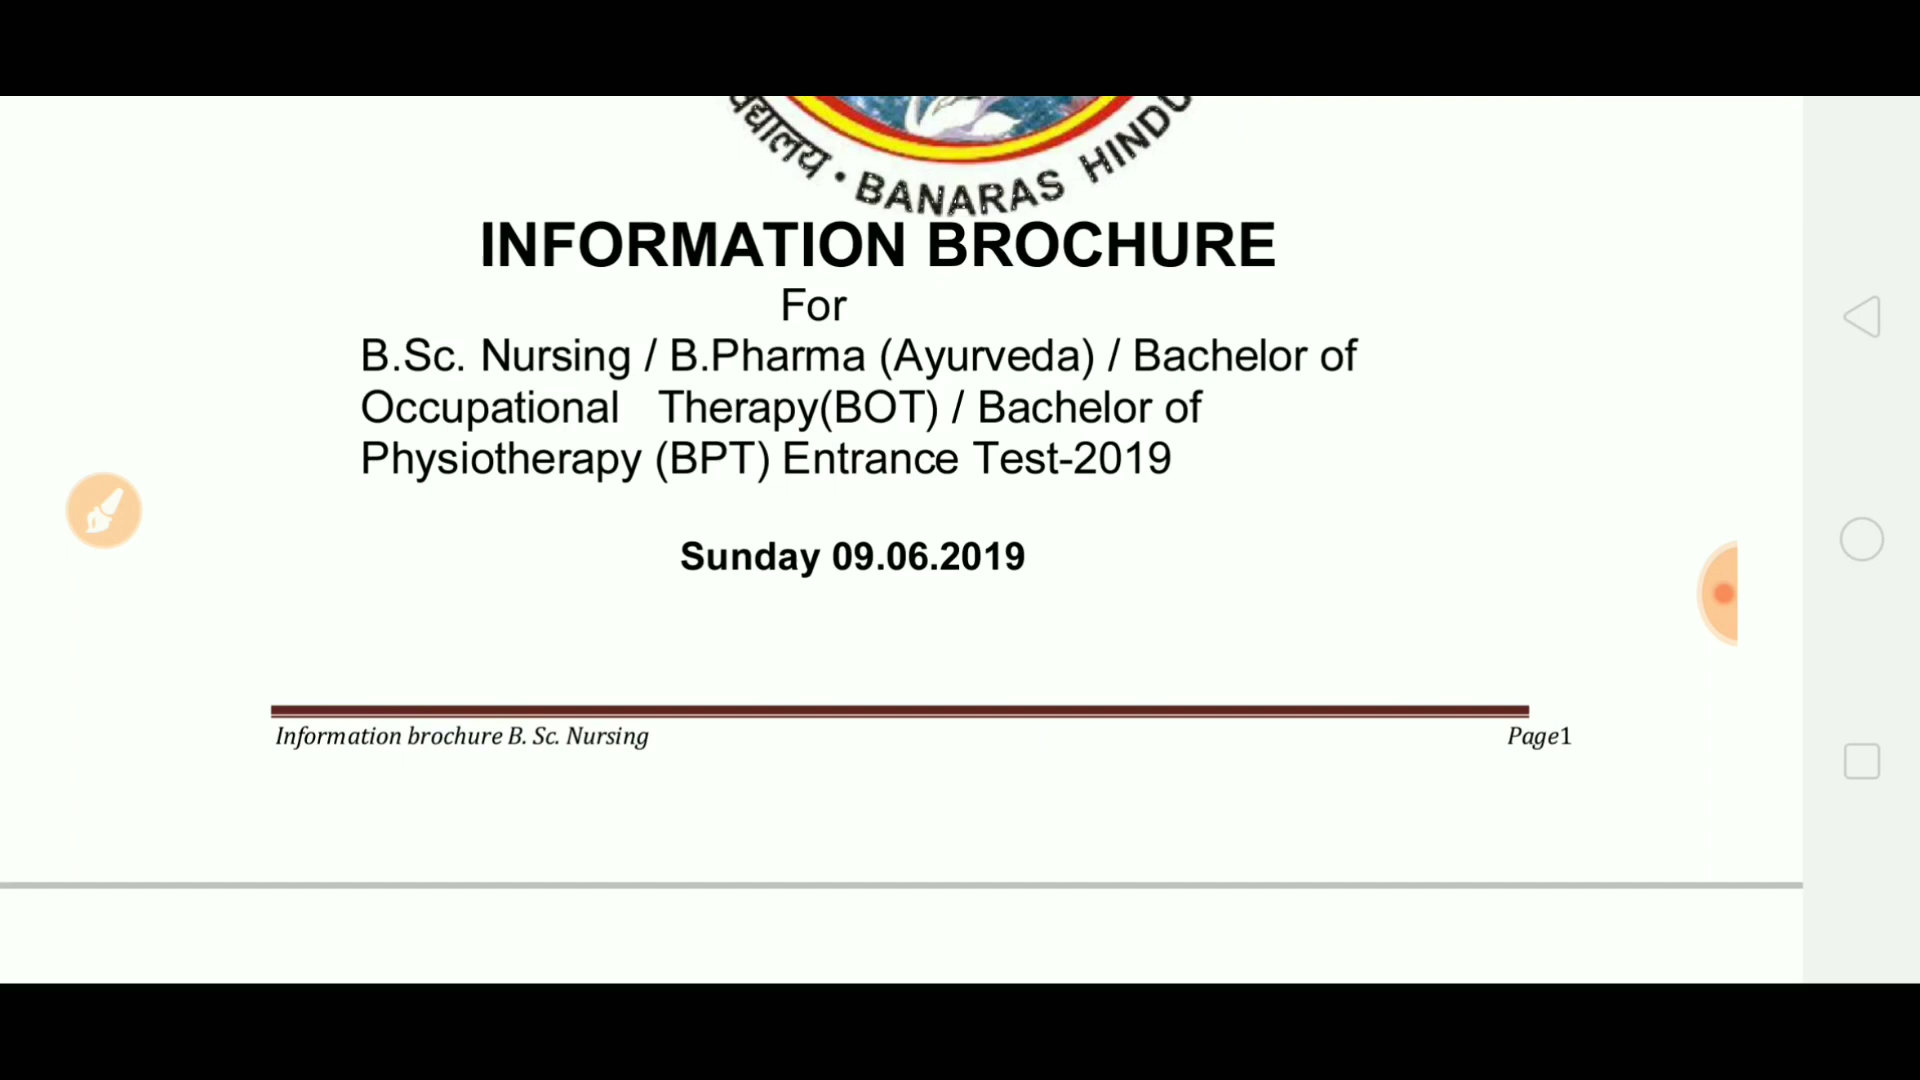 द्यालय • BANARAS HINDU
INFORMATION BROCHURE
For
B.Sc. Nursing / B.Pharma (Ayurveda) / Bachelor of
Occupational Therapy(BOT) / Bachelor of
Physiotherapy (BPT) Entrance Test-2019
Sunday 09.06.2019
Information brochure B. Sc. Nursing Page1